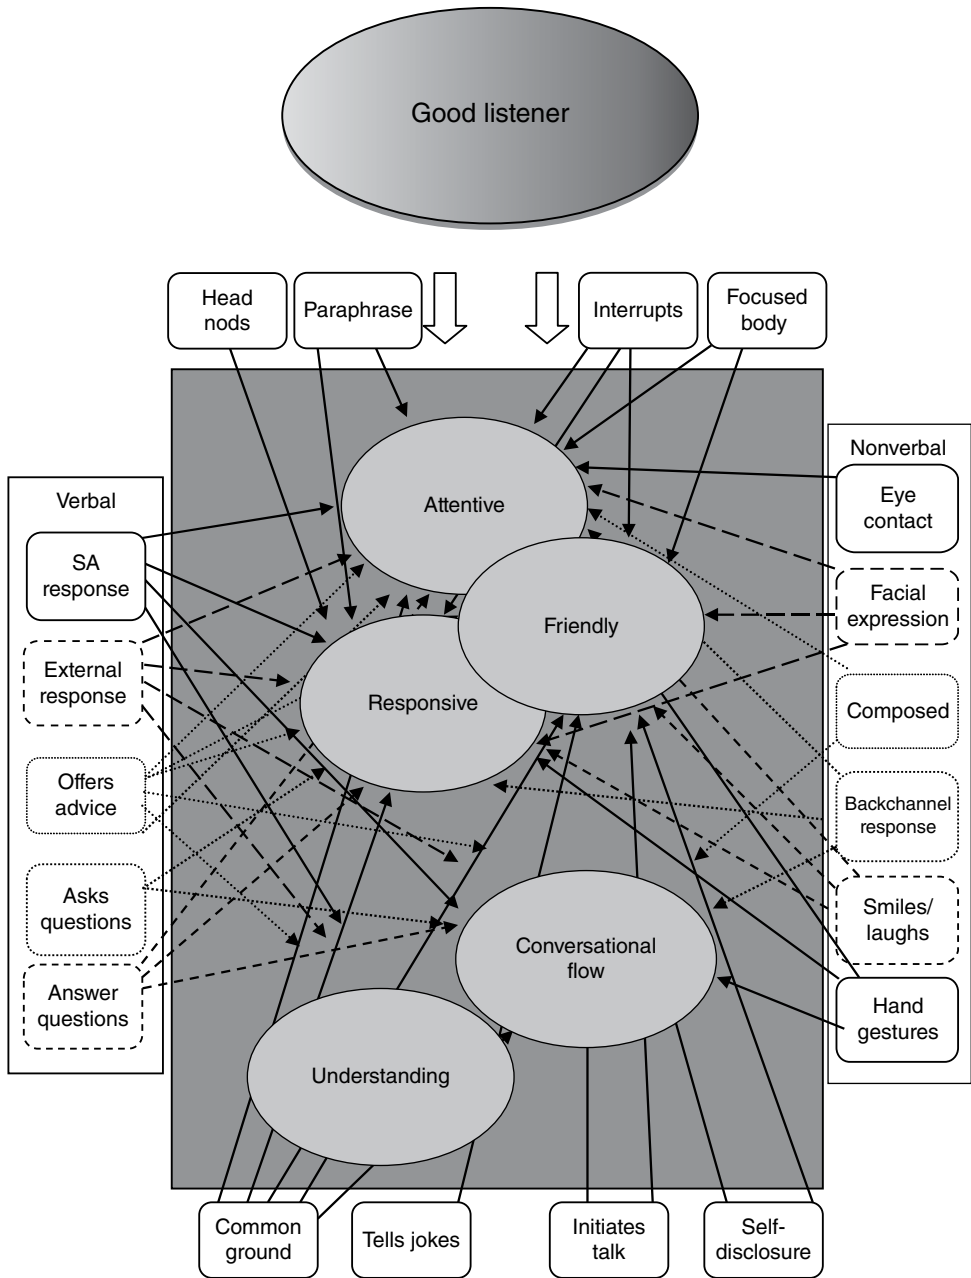 Good listener
Head
nods
Paraphrase
Interrupts
Focused
body
Verbal
SA
response
External
response
Offers
advice
Asks
questions
Answer
questions
Attentive
Friendly
Responsive
Conversational
flow
Understanding
Nonverbal
Eye
contact
Facial
expression
Composed
Backchannel
response
Smiles/
laughs
Hand
gestures
Common
ground
Tells jokes
Initiates
talk
Self-
disclosure